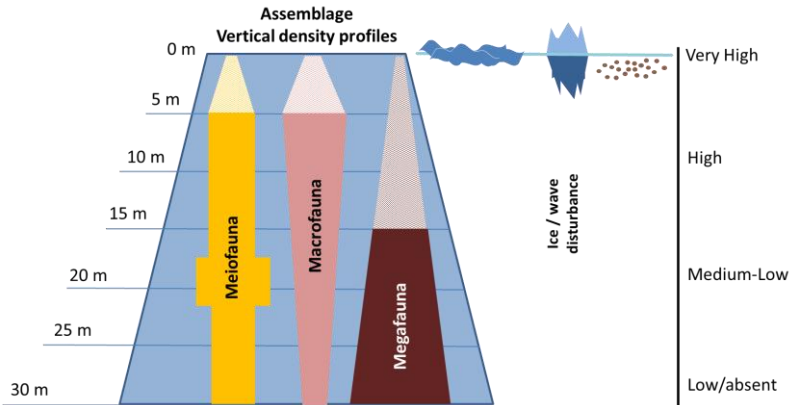 Assemblage
Vertical density profiles
0 m
5 m
10 m
15 m
20 m
25 m
30 m
Meiofauna
Macrofauna
Megafauna
Ice / wave
disturbance
Very High
High
Medium-Low
Low/absent